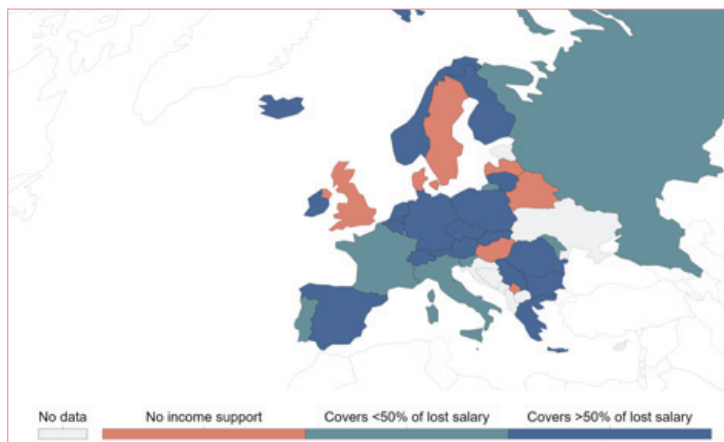 No data
No income support
Covers <50% of lost salary
Covers >50% of lost salary